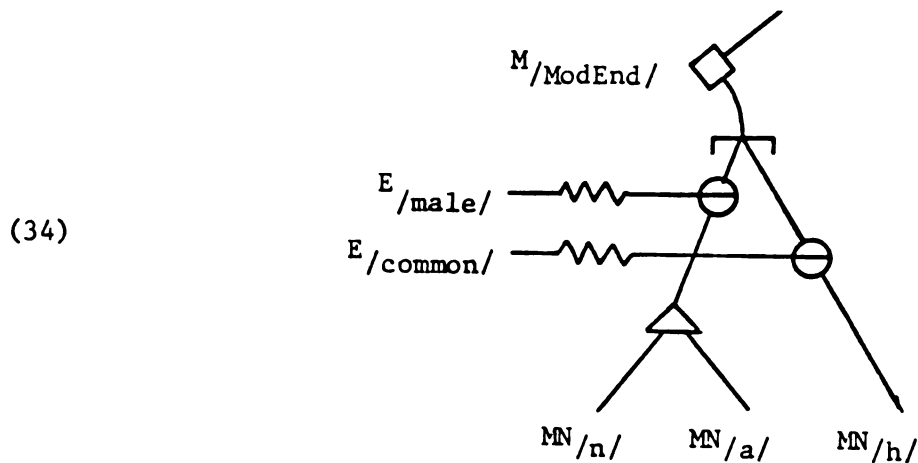 M/ModEnd/
E/male/
(34)
E/common/
MN/n/ MN/a/ MN/h/